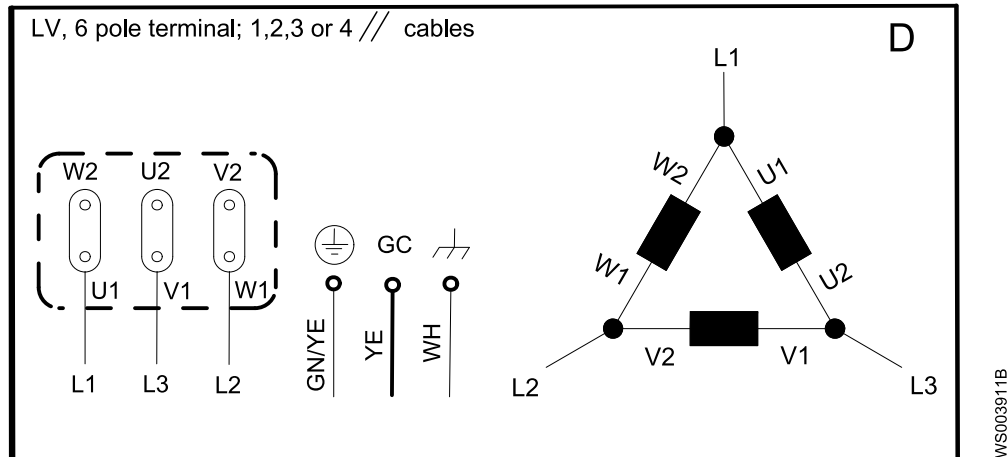 LV, 6 pole terminal; 1,2,3 or 4 // cables
D
W2 U2 V2
U1 V1 W1
L1 L3 L2
GC
GN/YE YE WH
L1
W2 U1
W1 U2
V2 V1
L2 L3
WS003911B